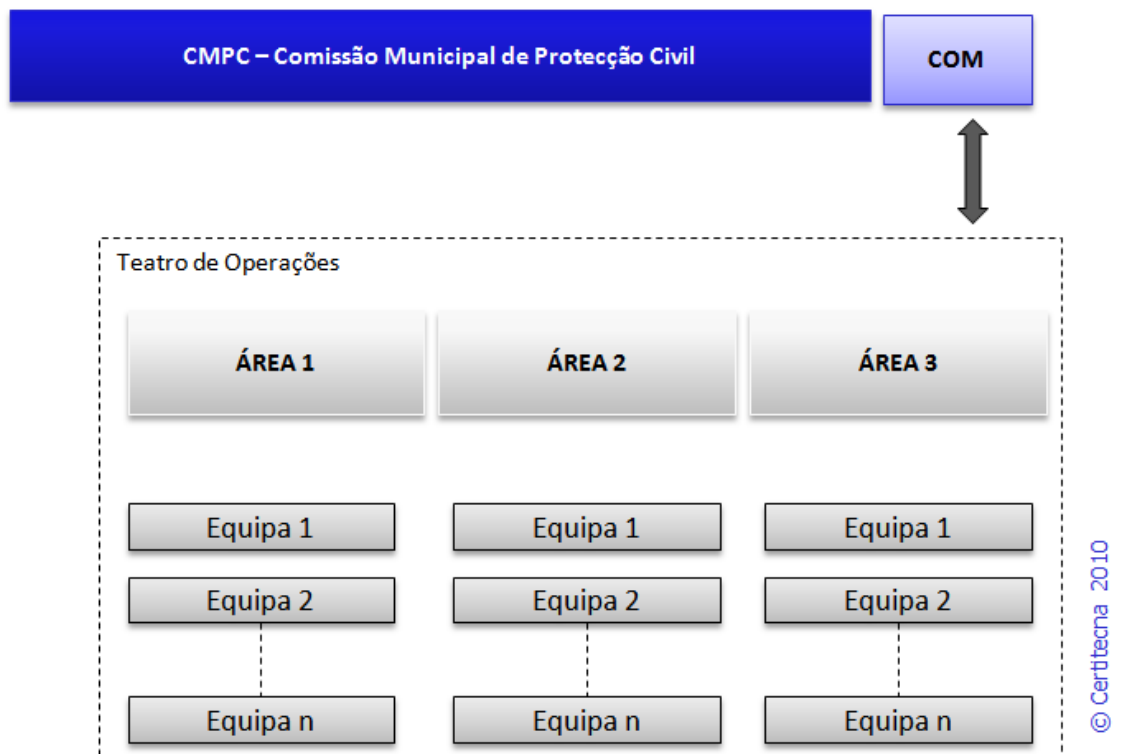 CMPC – Comissão Municipal de Protecção Civil
COM
Teatro de Operações
ÁREA 1
ÁREA 2
ÁREA 3
Equipa 1
Equipa 1
Equipa 1
Equipa 2
Equipa 2
Equipa 2
Equipa n
Equipa n
Equipa n
© Certitecna 2010